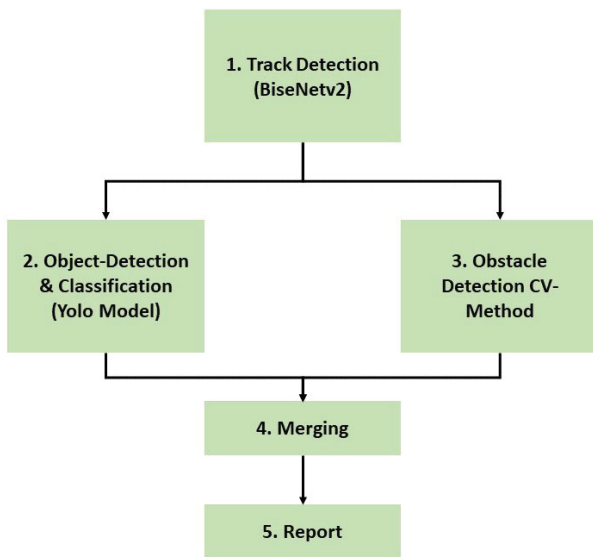 1. Track Detection
(BiseNetv2)
2. Object-Detection
& Classification
(Yolo Model)
3. Obstacle
Detection CV-
Method
4. Merging
5. Report